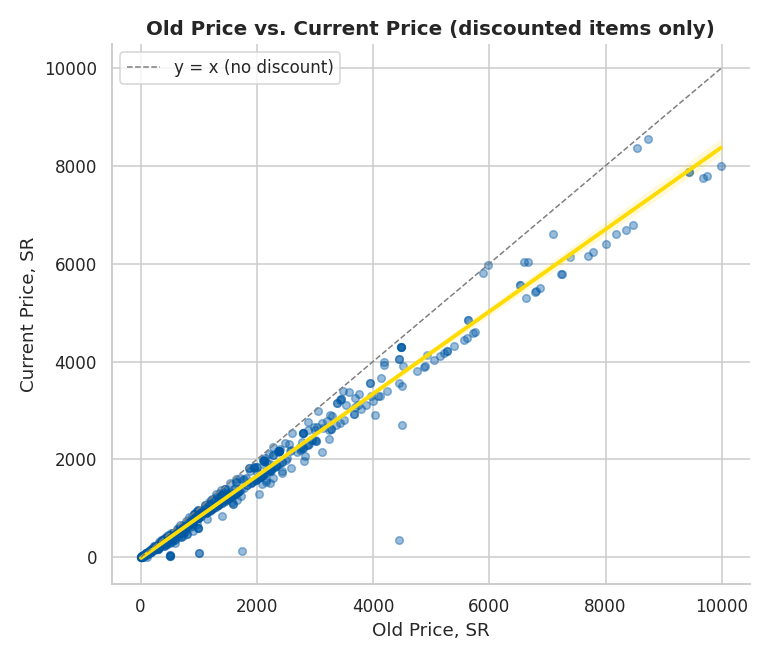 Old Price vs. Current Price (discounted items only)
y = x (no discount)
10000
8000
6000
4000
2000
0
Current Price, SR
0 2000 4000 6000 8000 10000
Old Price, SR